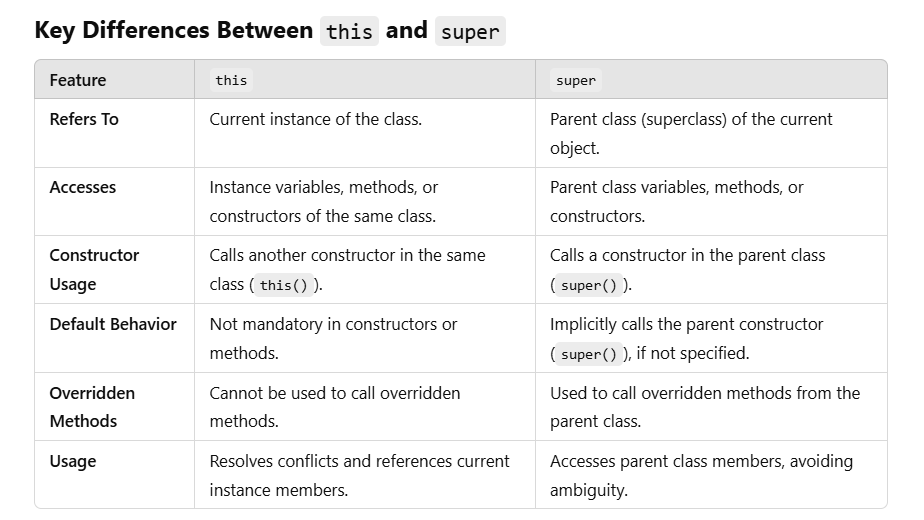 Key Differences Between this and super
Feature this super
Refers To Current instance of the class. Parent class (superclass) of the current
object.
Accesses Instance variables, methods, or Parent class variables, methods, or
constructors of the same class. constructors.
Constructor Calls another constructor in the same Calls a constructor in the parent class
Usage class ( this() ). ( super() ).
Default Behavior Not mandatory in constructors or Implicitly calls the parent constructor
methods. ( super() ), if not specified.
Overridden Cannot be used to call overridden Used to call overridden methods from the
Methods methods. parent class.
Usage Resolves conflicts and references current Accesses parent class members, avoiding
instance members. ambiguity.